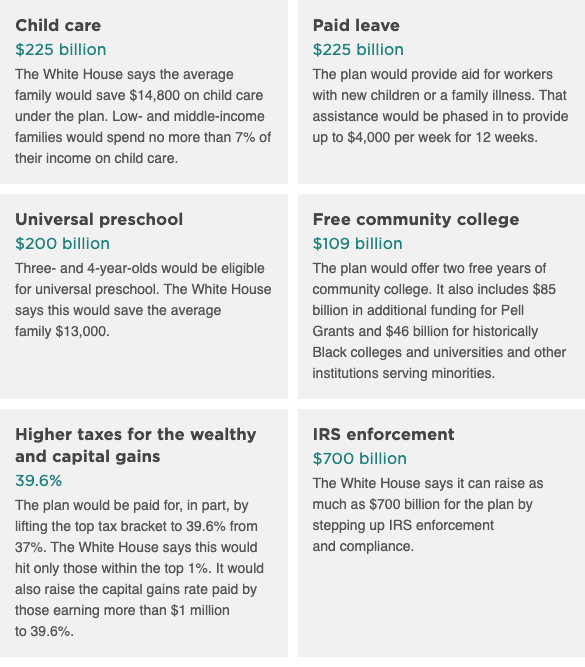 Child care
$225 billion
The White House says the average
family would save $14,800 on child care
under the plan. Low- and middle-income
families would spend no more than 7% of
their income on child care.
Paid leave
$225 billion
The plan would provide aid for workers
with new children or a family illness. That
assistance would be phased in to provide
up to $4,000 per week for 12 weeks.
Universal preschool
$200 billion
Three- and 4-year-olds would be eligible
for universal preschool. The White House
says this would save the average
family $13,000.
Free community college
$109 billion
The plan would offer two free years of
community college. It also includes $85
billion in additional funding for Pell
Grants and $46 billion for historically
Black colleges and universities and other
institutions serving minorities.
Higher taxes for the wealthy
and capital gains
39.6%
The plan would be paid for, in part, by
lifting the top tax bracket to 39.6% from
37%. The White House says this would
hit only those within the top 1%. It would
also raise the capital gains rate paid by
those earning more than $1 million
to 39.6%.
IRS enforcement
$700 billion
The White House says it can raise as
much as $700 billion for the plan by
stepping up IRS enforcement
and compliance.